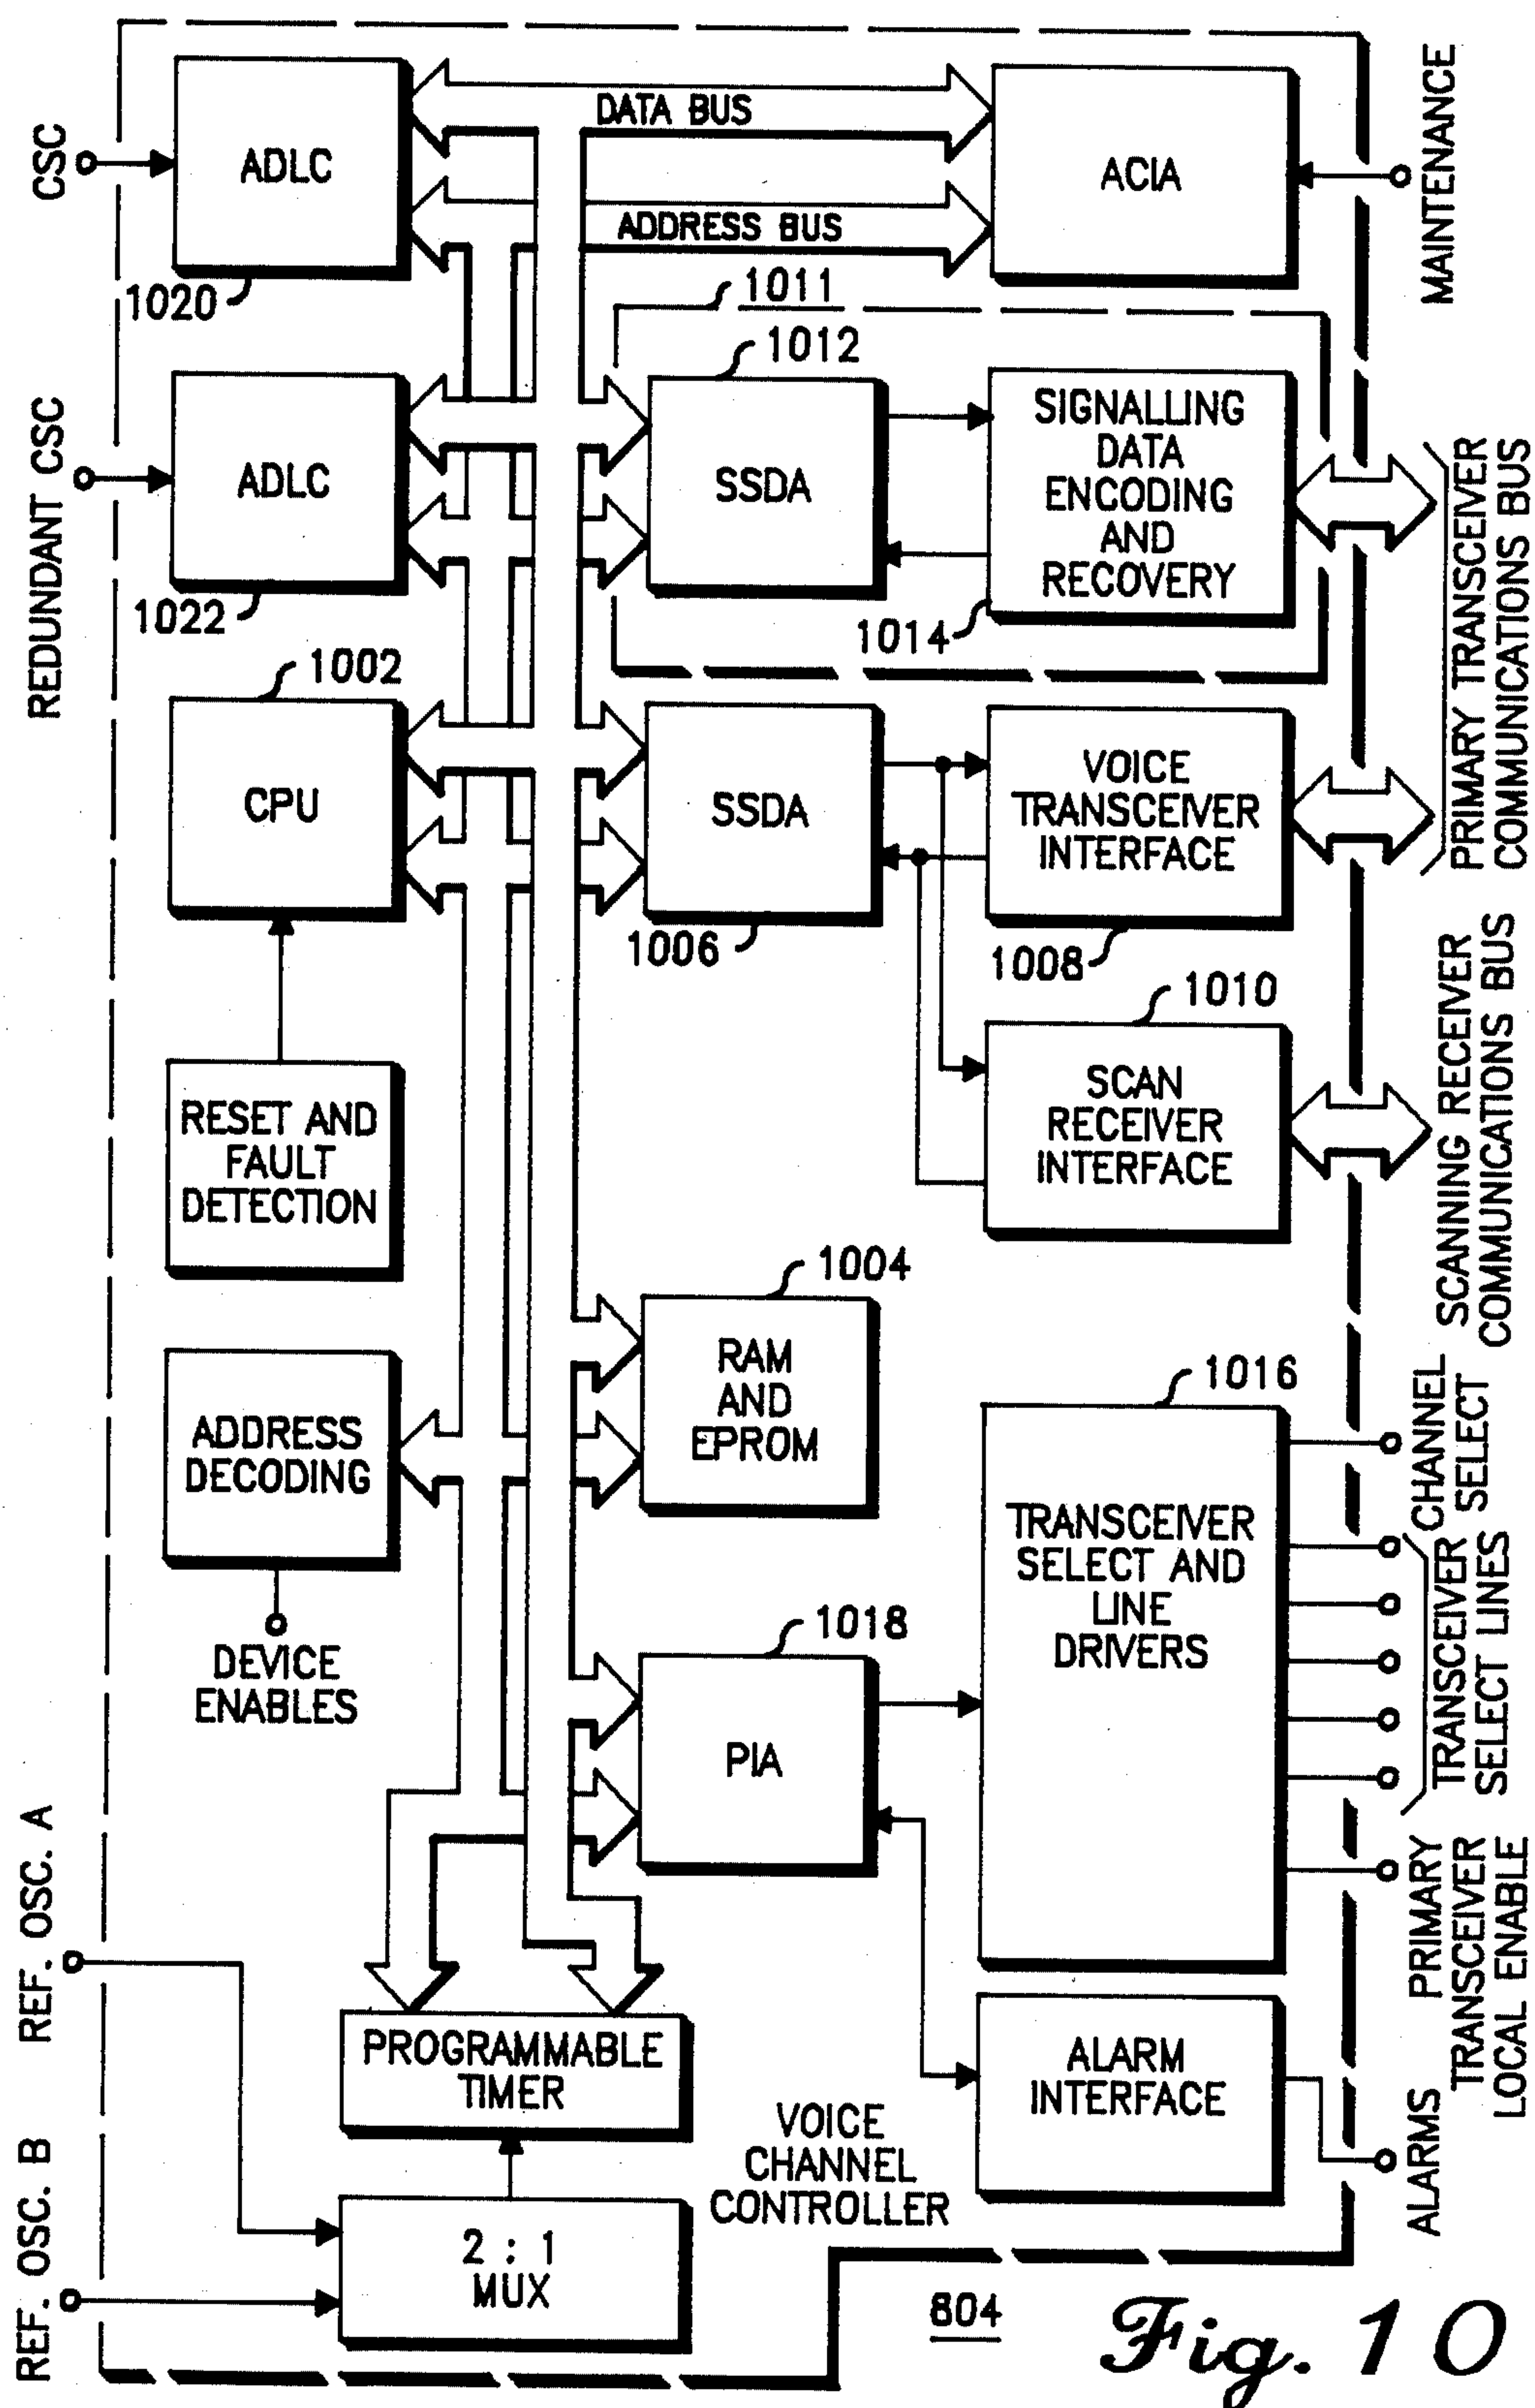 CSC
ADLC
1020
DATA BUS
ADDRESS BUS
ACIA
MAINTENANCE
1011
REDUNDANT CSC
ADLC
1022
1012
SSDA
SIGNALLING
DATA
ENCODING
AND
RECOVERY
1014
PRIMARY TRANSCEIVER
COMMUNICATIONS BUS
1002
CPU
SSDA
1006
VOICE
TRANSCEIVER
INTERFACE
1008
1010
SCAN
RECEIVER
INTERFACE
SCANNING RECEIVER
COMMUNICATIONS BUS
RESET AND
FAULT
DETECTION
1004
RAM
AND
EPROM
ADDRESS
DECODING
DEVICE
ENABLES
1016
TRANSCEIVER
SELECT AND
LINE
DRIVERS
CHANNEL
SELECT
TRANSCEIVER
SELECT LINES
1018
PIA
PRIMARY
TRANSCEIVER
LOCAL ENABLE
REF. OSC. A
PROGRAMMABLE
TIMER
ALARM
INTERFACE
ALARMS
REF. OSC. B
2 : 1
MUX
VOICE
CHANNEL
CONTROLLER
804
Fig. 10